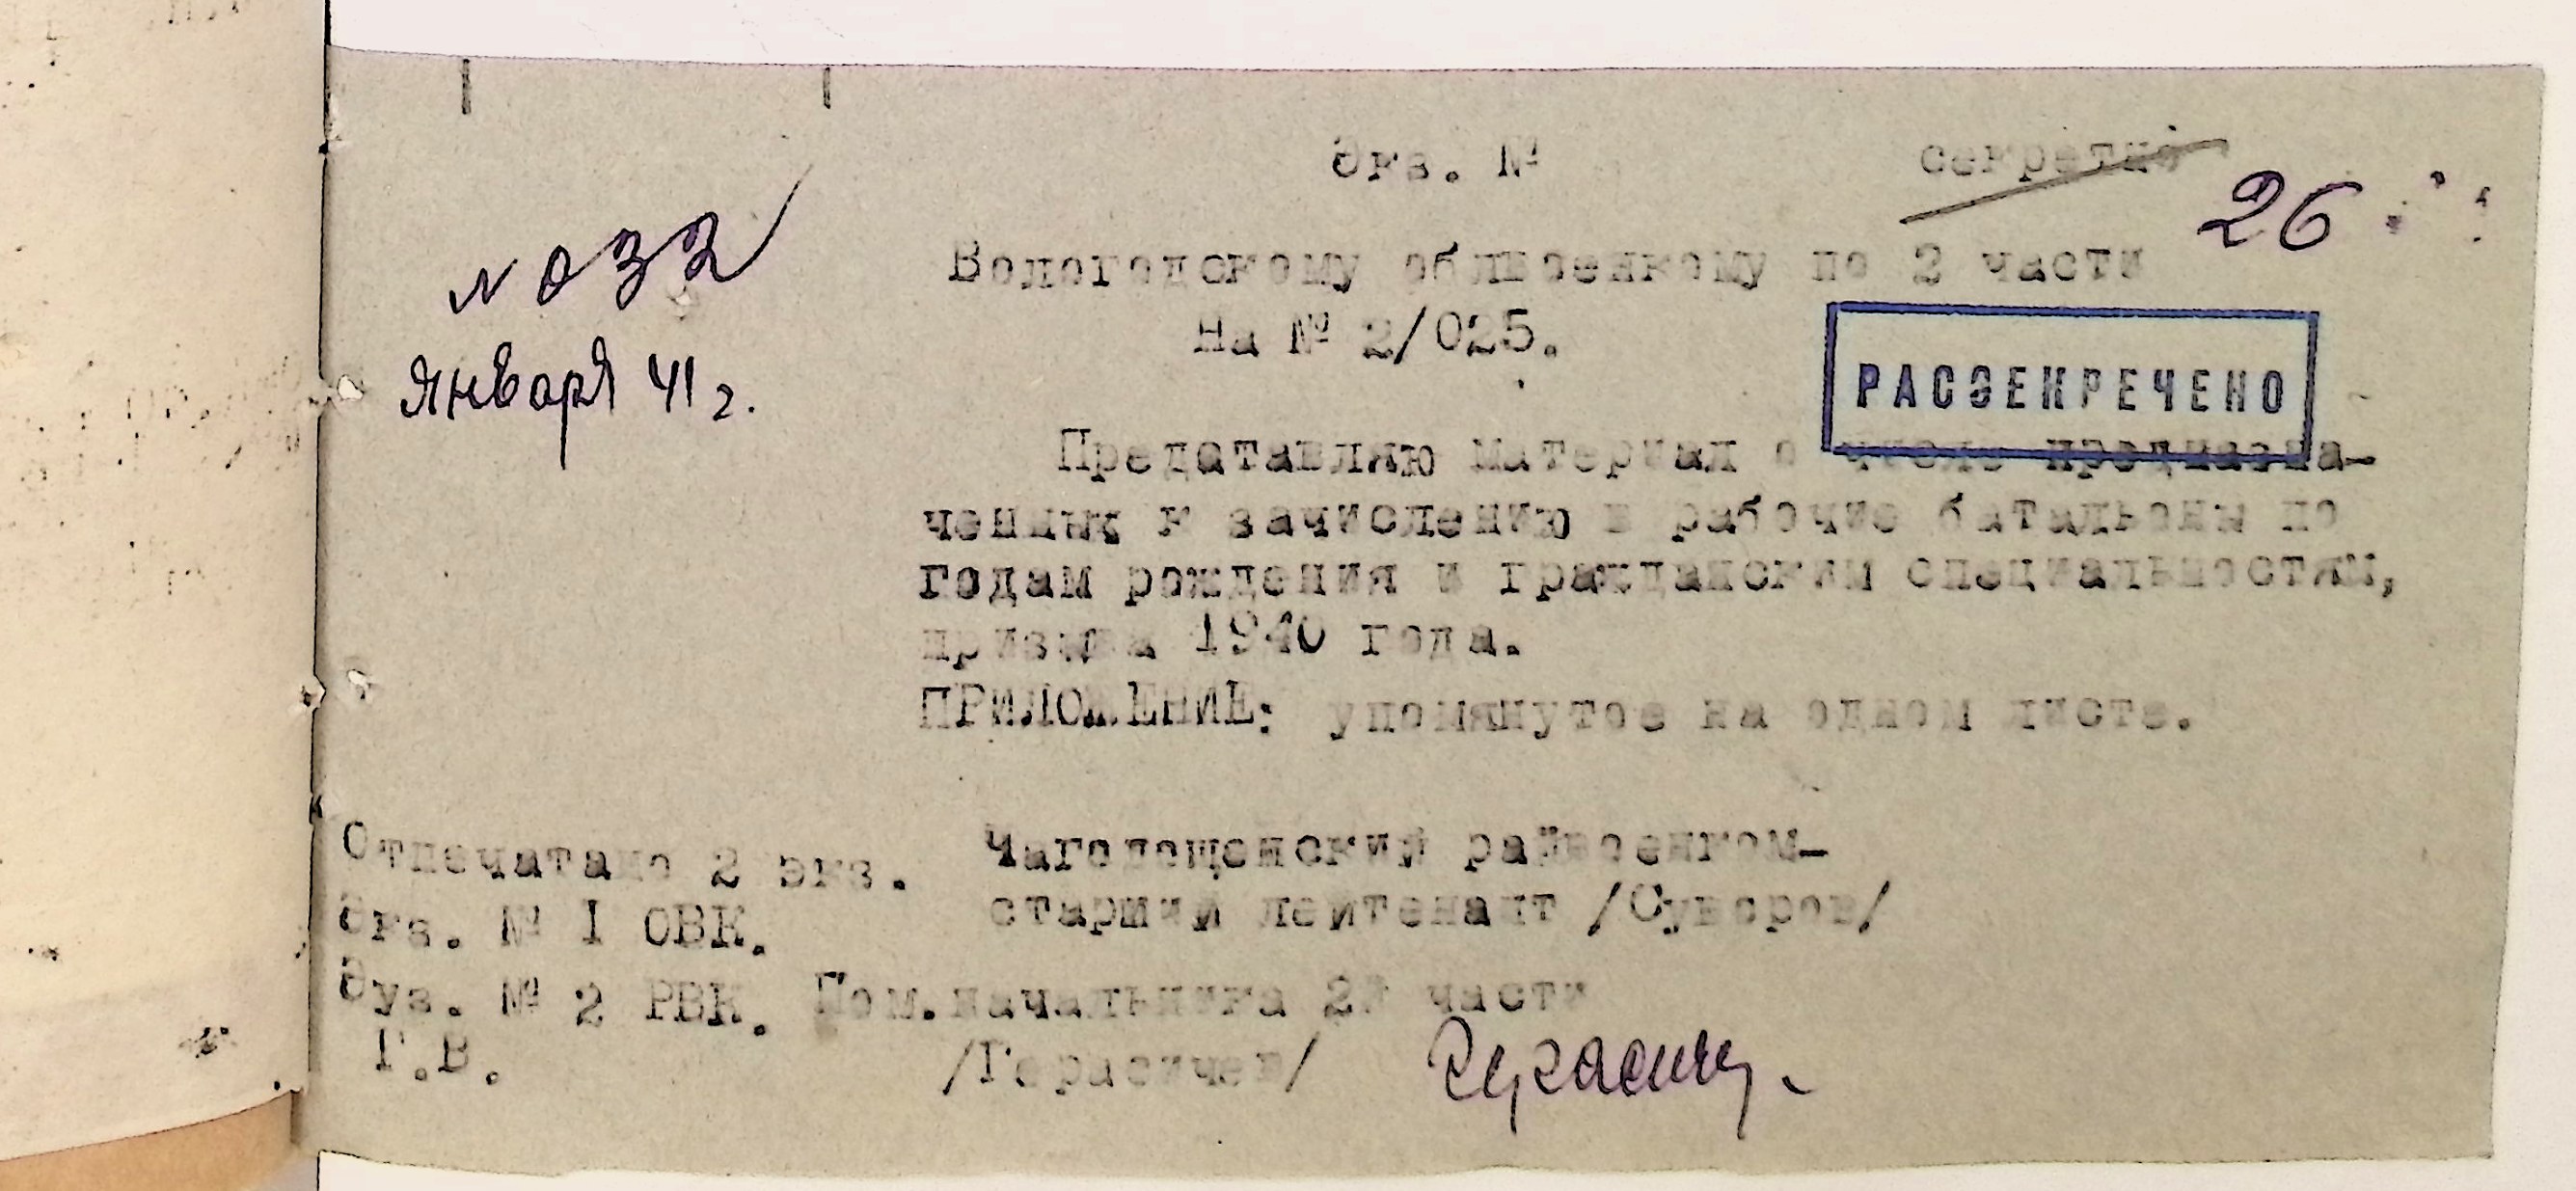 Экз. №
секретно
26
№ 032
Вологодскому облвоенкому по 2 части
На № 2/025.
января 41 г.
РАССЕКРЕЧЕНО
Представляю материал о числе предназна-
ченных к зачислению в рабочие батальоны по
годам рождения и гражданским специальностям,
призыва 1940 года.
ПРИЛОЖЕНИЕ: упомянутое на одном листе.
Чагодощенский райвоенком-
старший лейтенант /Суворов/
Отпечатано 2 экз.
Экз. № I ОВК.
Эуз. № 2 РВК.
Г.В.
Пом.начальника 2й части
/Герасичев/